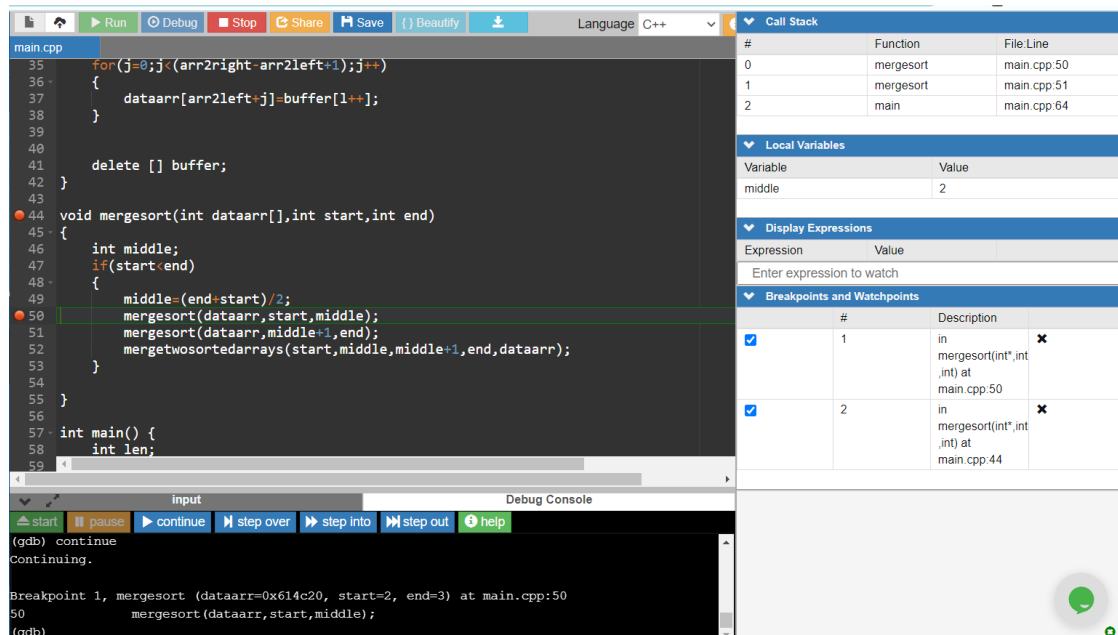 Run Debug Stop Share Save { } Beautify Language C++
main.cpp
35 for(j=0;j<(arr2right-arr2left+1);j++)
36 {
37 dataarr[arr2left+j]=buffer[l++];
38 }
39
40
41 delete [] buffer;
42 }
43
44 void mergesort(int dataarr[],int start,int end)
45 {
46 int middle;
47 if(start<end)
48 {
49 middle=(end+start)/2;
50 mergesort(dataarr,start,middle);
51 mergesort(dataarr,middle+1,end);
52 mergetwosortedarrays(start,middle,middle+1,end,dataarr);
53 }
54
55 }
56
57 int main() {
58 int len;
59
input Debug Console
start pause continue step over step into step out help
(gdb) continue
Continuing.
Breakpoint 1, mergesort (dataarr=0x614c20, start=2, end=3) at main.cpp:50
50 mergesort(dataarr,start,middle);
(gdb)
Call Stack
# Function File:Line
0 mergesort main.cpp:50
1 mergesort main.cpp:51
2 main main.cpp:64
Local Variables
Variable Value
middle 2
Display Expressions
Expression Value
Enter expression to watch
Breakpoints and Watchpoints
# Description
1 in
mergesort(int*,int
,int) at
main.cpp:50
2 in
mergesort(int*,int
,int) at
main.cpp:44